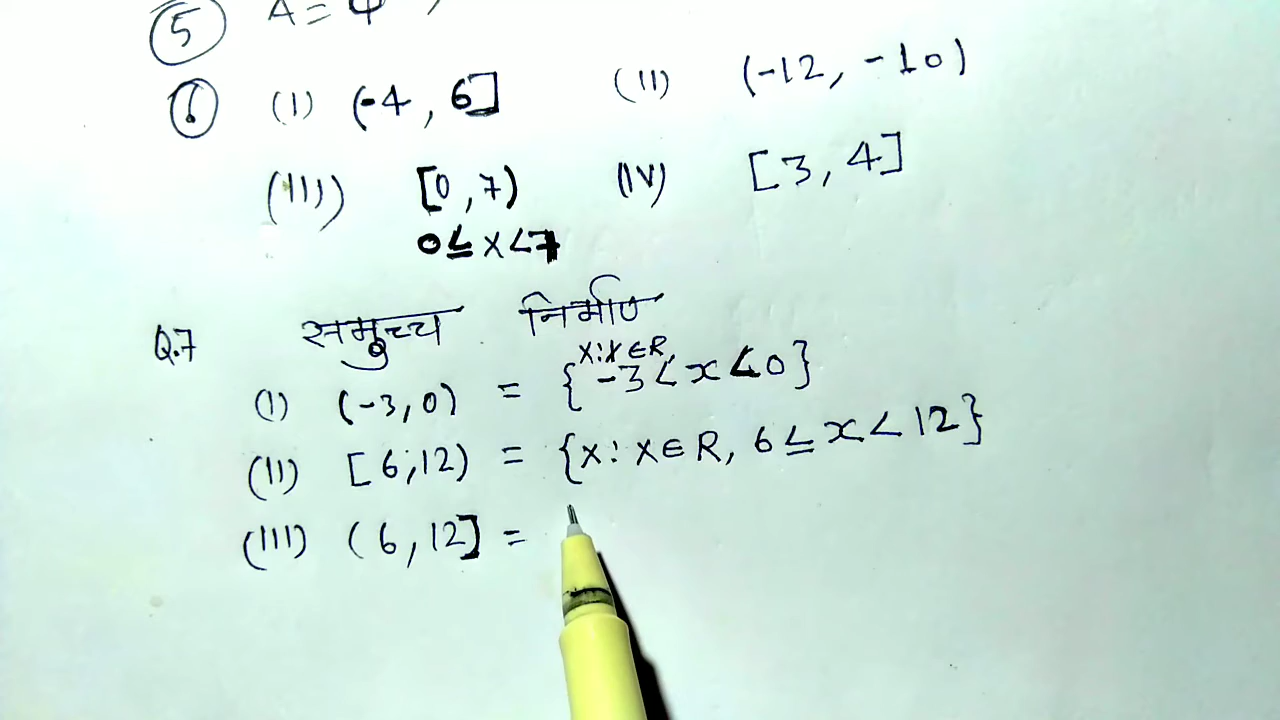 5 A = φ,
6 (I) (-4, 6] (II) (-12, -10)
(III) [0, 7) (IV) [3, 4]
0 ≤ x < 7
Q.7 समुच्च निर्माण
(I) (-3, 0) = {x:x∈R, -3 < x < 0}
(II) [6, 12) = {x: x∈R, 6 ≤ x < 12}
(III) (6, 12] =